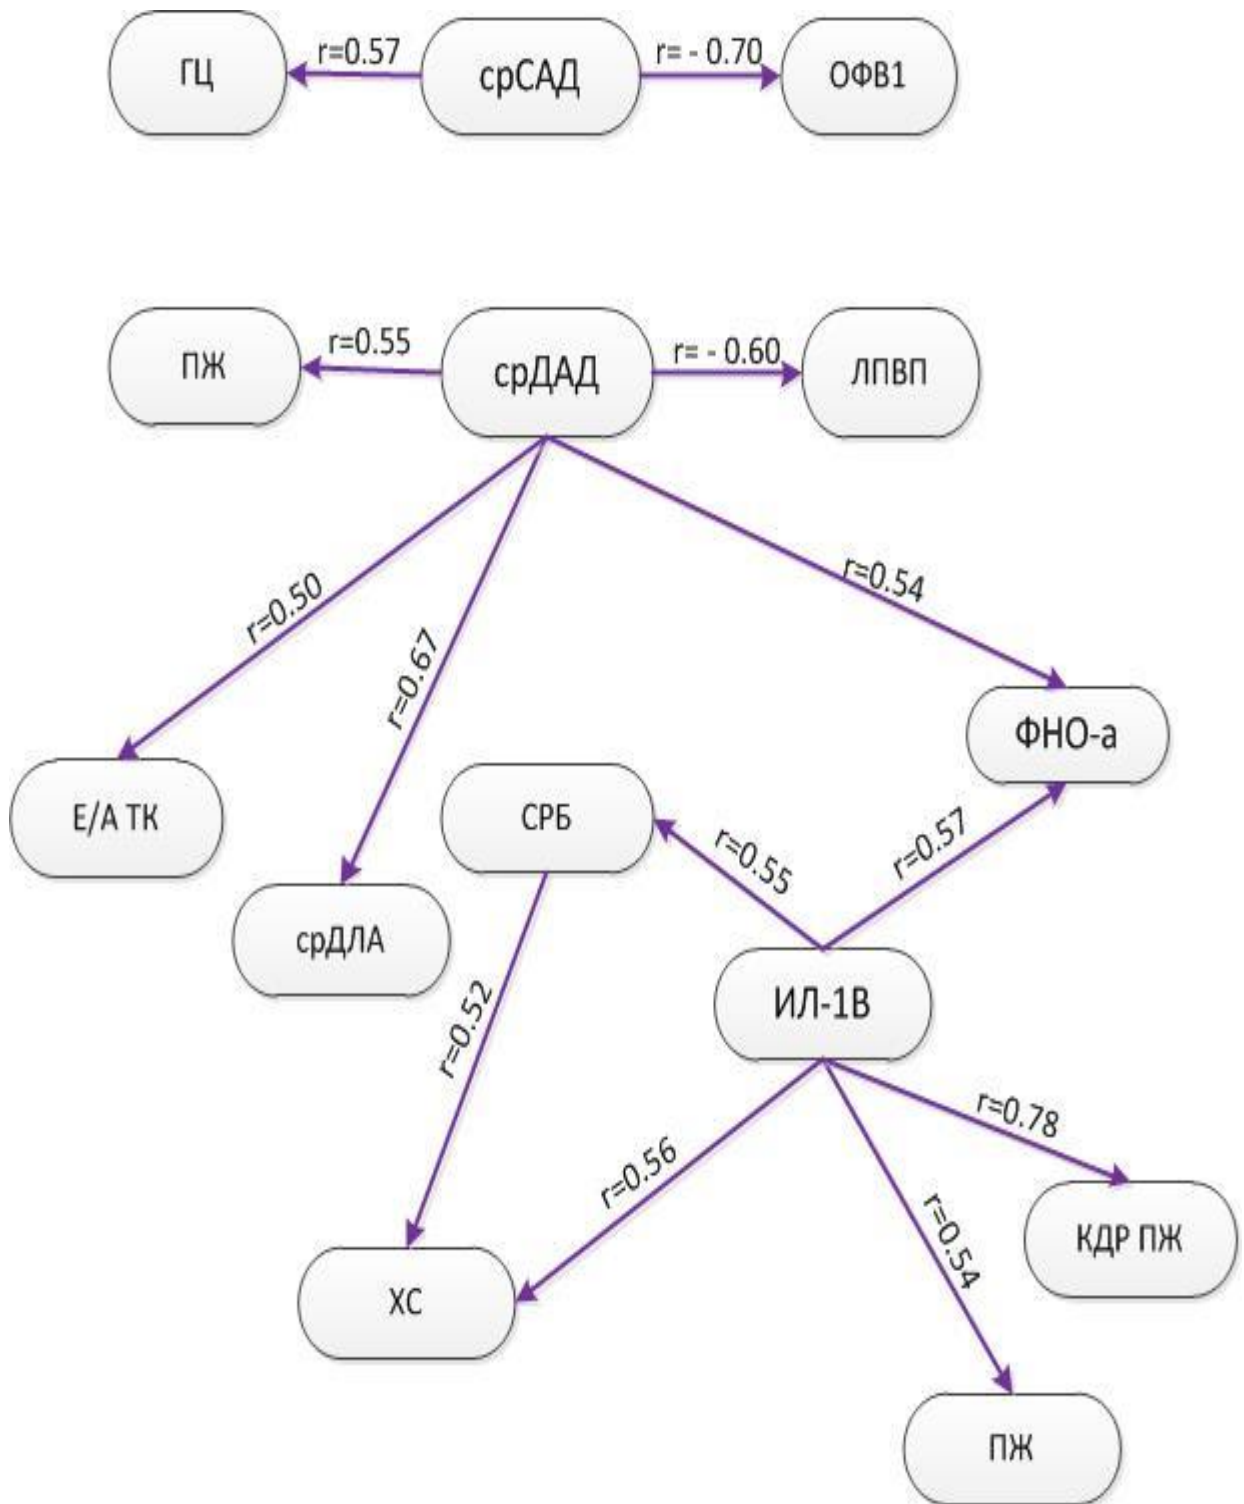 ГЦ
r=0.57
срСАД
r= - 0.70
ОФВ1
ПЖ
r=0.55
срДАД
r= - 0.60
ЛПВП
r=0.50
r=0.67
r=0.54
ФНО-а
Е/А ТК
СРБ
r=0.55
r=0.57
срДЛА
ИЛ-1В
r=0.52
r=0.56
r=0.78
r=0.54
КДР ПЖ
ХС
ПЖ